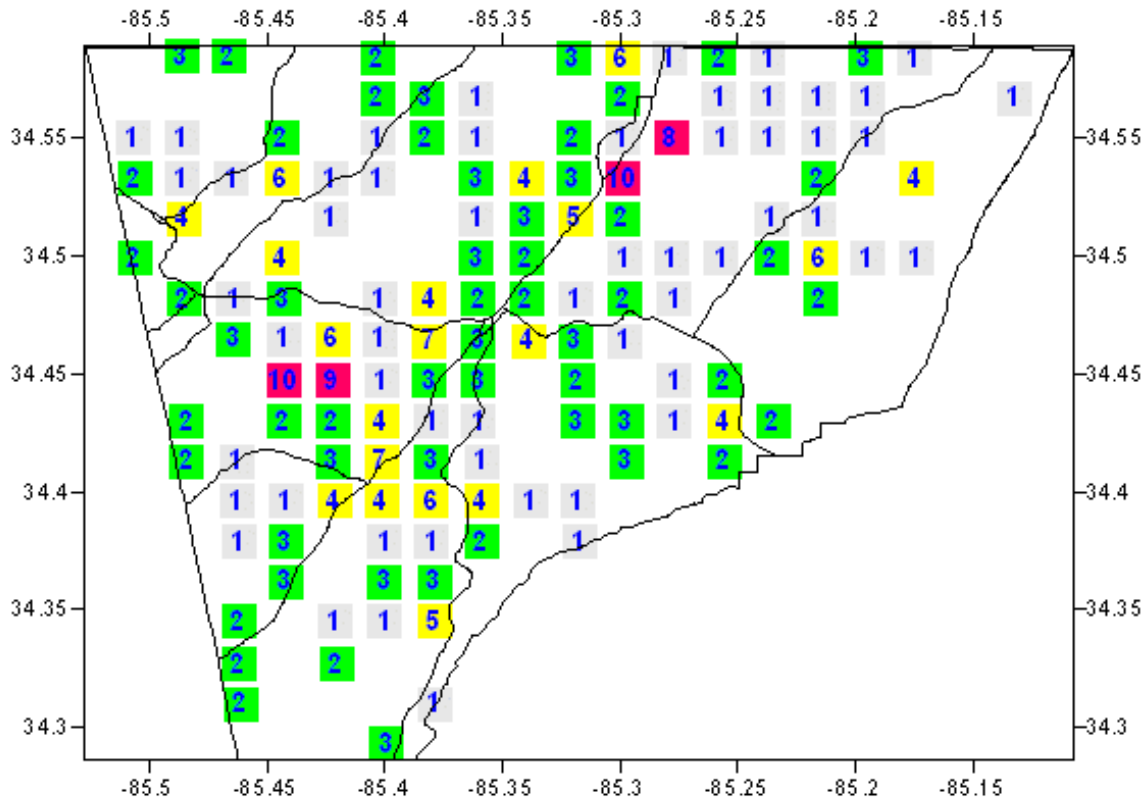 -85.5 -85.45 -85.4 -85.35 -85.3 -85.25 -85.2 -85.15
3 2 2 3 6 1 2 1 3 1
2 3 1 2 1 1 1 1 1
34.55 1 1 2 1 2 1 2 1 8 1 1 1 1 34.55
2 1 1 6 1 1 3 4 3 10 2 4
4 1 1 3 5 2 1 1
34.5 2 4 3 2 1 1 1 2 6 1 1 34.5
2 1 3 1 4 2 2 1 2 1 2
3 1 6 1 7 3 4 3 1
34.45 10 9 1 3 3 2 1 2 34.45
2 2 2 4 1 1 3 3 1 4 2
2 1 3 7 3 1 3 2
34.4 1 1 4 4 6 4 1 1 34.4
1 3 1 1 2 1
3 3 3
34.35 2 1 1 5 34.35
2 2
2 1
34.3 3 34.3
-85.5 -85.45 -85.4 -85.35 -85.3 -85.25 -85.2 -85.15